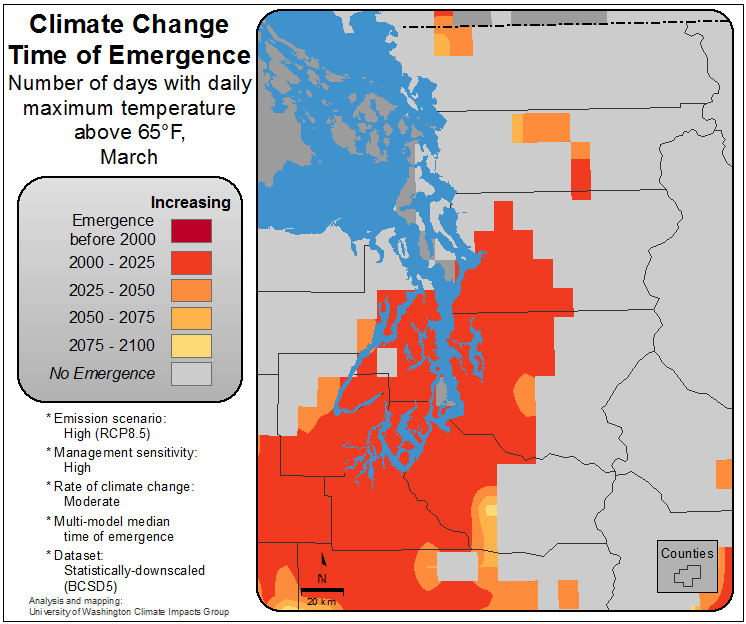 Climate Change
Time of Emergence
Number of days with daily
maximum temperature
above 65°F,
March
Increasing
Emergence
before 2000
2000 - 2025
2025 - 2050
2050 - 2075
2075 - 2100
No Emergence
* Emission scenario:
High (RCP8.5)
* Management sensitivity:
High
* Rate of climate change:
Moderate
* Multi-model median
time of emergence
* Dataset:
Statistically-downscaled
(BCSD5)
Analysis and mapping:
University of Washington Climate Impacts Group
N
20 km
Counties